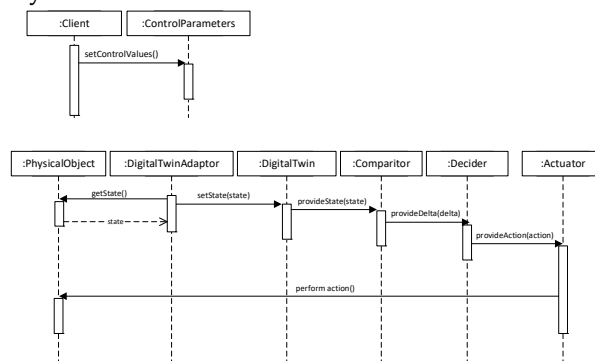 :Client :ControlParameters
setControlValues()
:PhysicalObject :DigitalTwinAdaptor :DigitalTwin :Comparitor :Decider :Actuator
getState() setState(state) provideState(state)
state provideDelta(delta)
provideAction(action)
perform action()